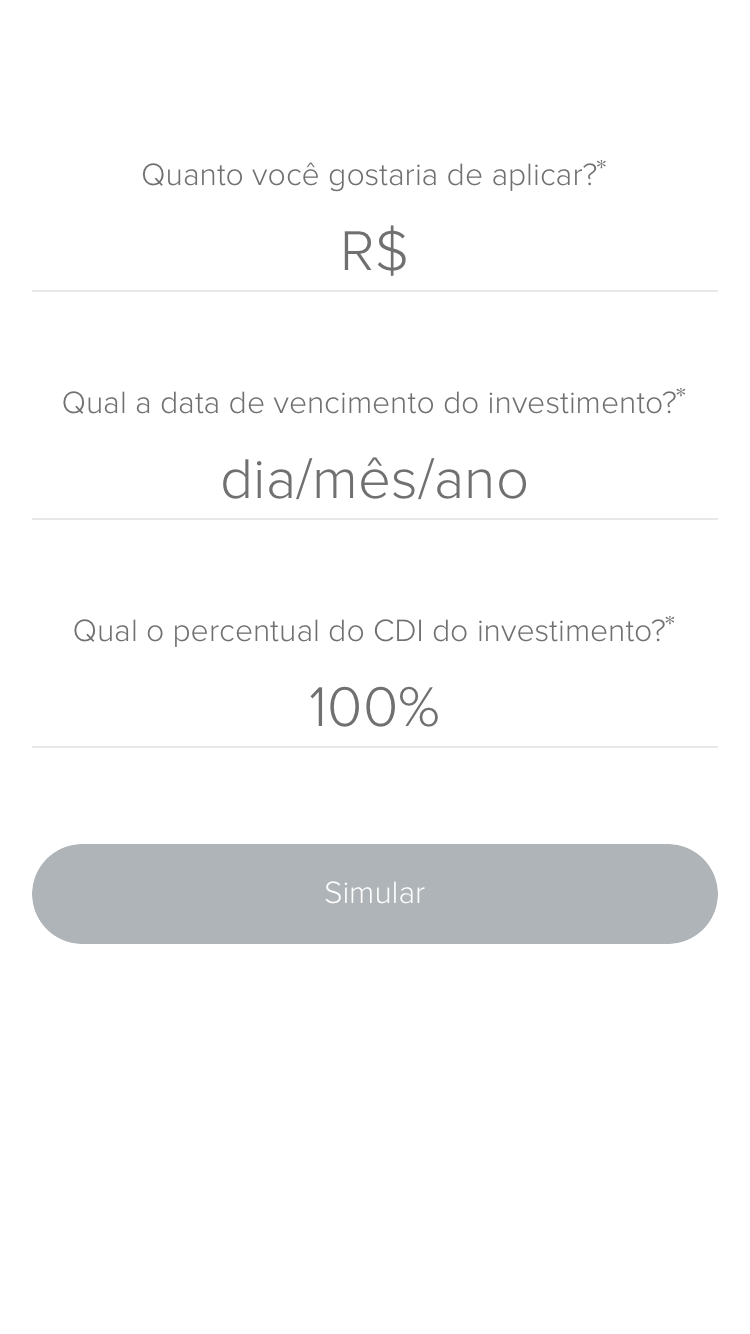 Quanto você gostaria de aplicar?*
R$
Qual a data de vencimento do investimento?*
dia/mês/ano
Qual o percentual do CDI do investimento?*
100%
Simular